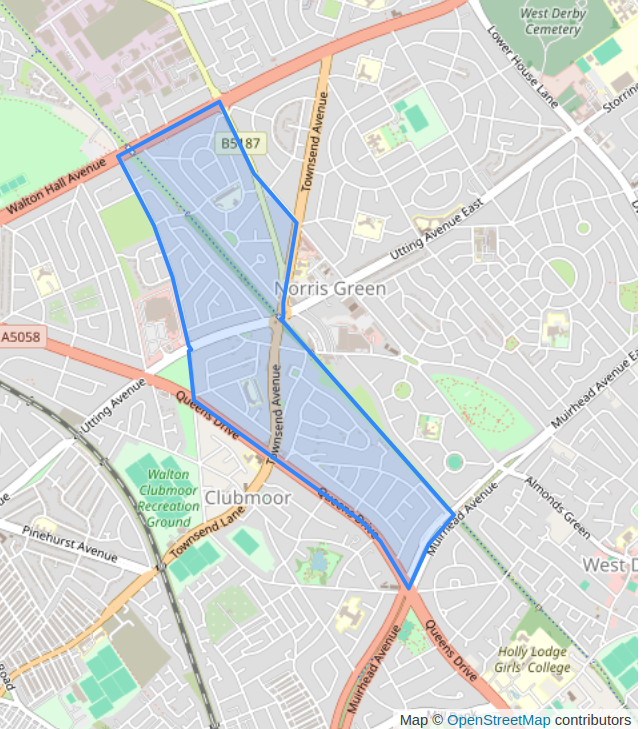 West Derby
Cemetery
Lower House Lane
Storrin
B5187
Townsend Avenue
Walton Hall Avenue
Utting Avenue East
Norris Green
A5058
Muirhead Avenue Ea
Utting Avenue
Queens Drive
Townsend Avenue
Walton
Clubmoor
Recreation
Ground
Clubmoor
Queens Drive
Almonds Green
Muirhead Avenue
Townsend Lane
Pinehurst Avenue
West D
Queens Drive
Muirhead Avenue
Holly Lodge
Girls' College
Road
Map © OpenStreetMap contributors